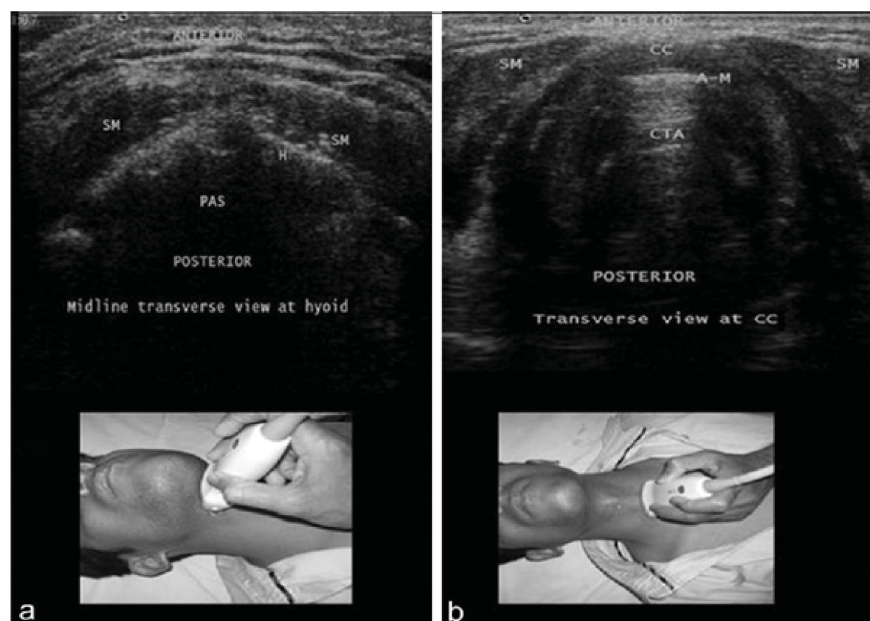 ANTERIOR
SM
SM
H
PAS
POSTERIOR
Midline transverse view at hyoid
a
ANTERIOR
CC
SM
SM
A-M
CTA
POSTERIOR
Transverse view at CC
b